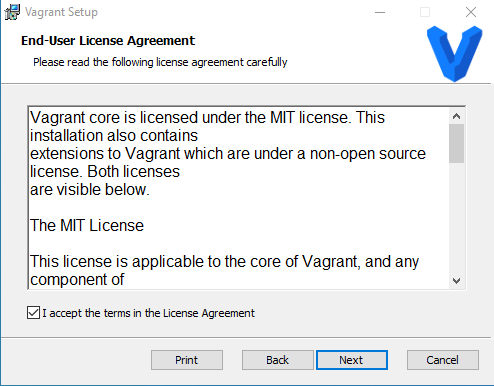 Vagrant Setup
End-User License Agreement
Please read the following license agreement carefully
Vagrant core is licensed under the MIT license. This
installation also contains
extensions to Vagrant which are under a non-open source
license. Both licenses
are visible below.
The MIT License
This license is applicable to the core of Vagrant, and any
component of
I accept the terms in the License Agreement
Print Back Next Cancel